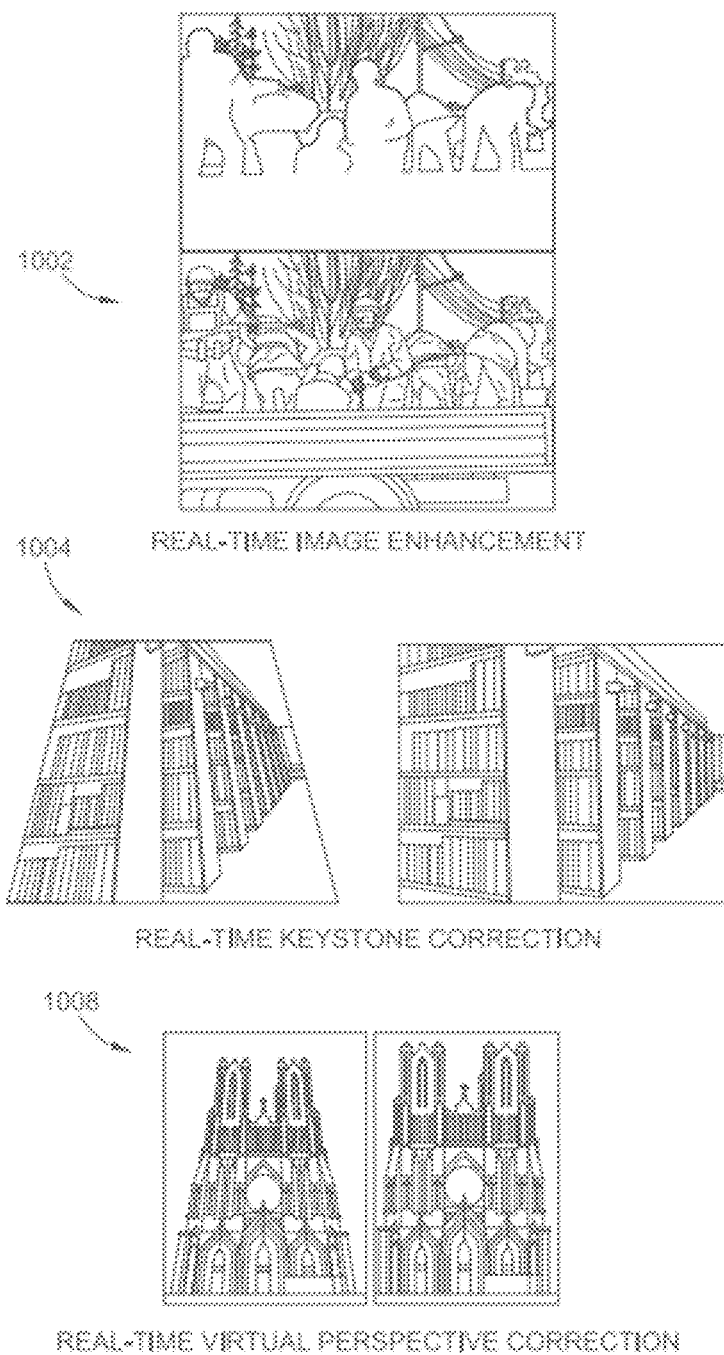 1002
REAL-TIME IMAGE ENHANCEMENT
1004
REAL-TIME KEYSTONE CORRECTION
1008
REAL-TIME VIRTUAL PERSPECTIVE CORRECTION